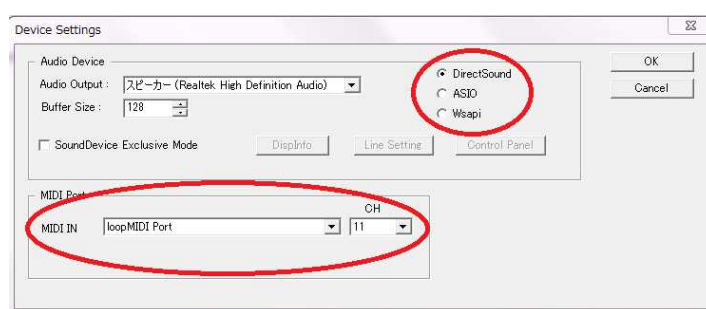 Device Settings
Audio Device
Audio Output : スピーカー (Realtek High Definition Audio)
DirectSound
ASIO
Wsapi
Buffer Size : 128
SoundDevice Exclusive Mode
DispInfo
Line Setting
Control Panel
OK
Cancel
MIDI Port
CH
MIDI IN loopMIDI Port 11